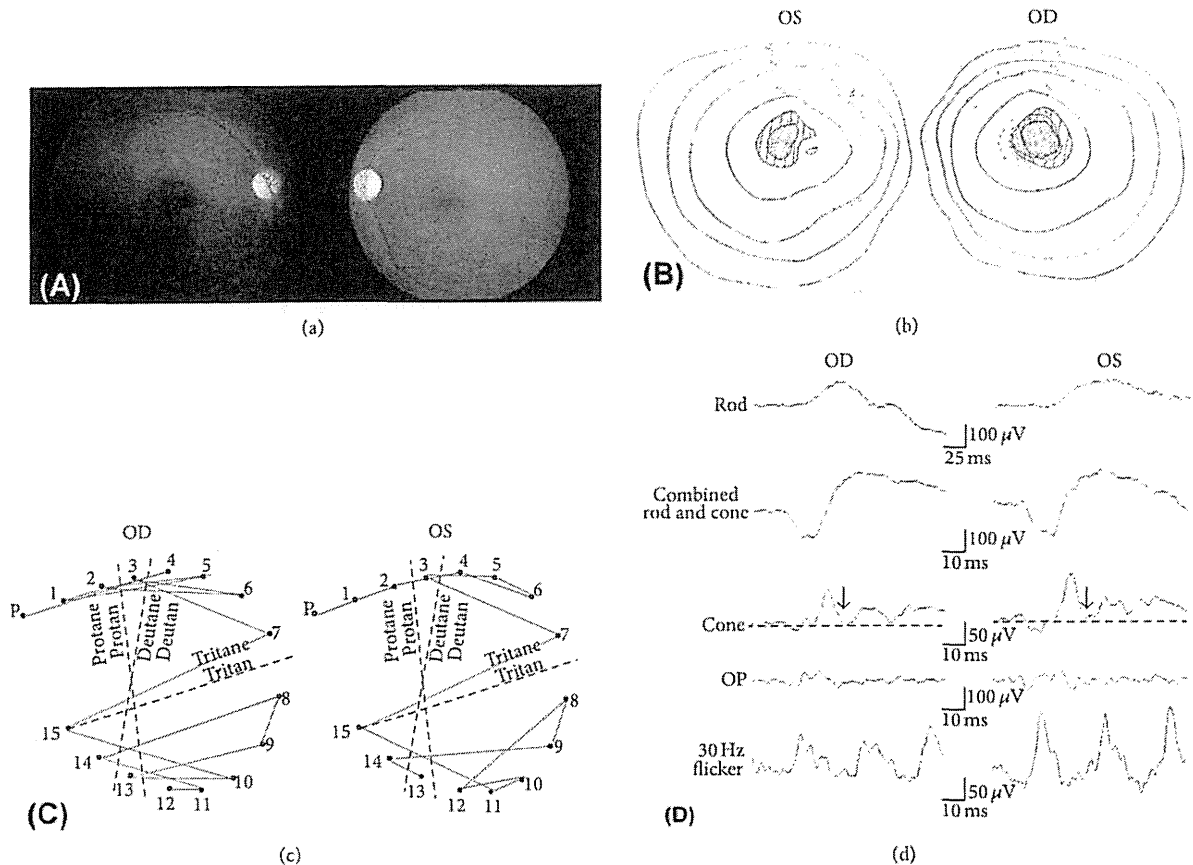 OS OD
(A)
(a)
(B)
(b)
OD OS
Rod
100 μV
25 ms
Combined
rod and cone
100 μV
10 ms
100 μV
10 ms
Cone
50 μV
10 ms
50 μV
10 ms
OP
100 μV
10 ms
30 Hz
flicker
50 μV
10 ms
(D)
(d)
OD
P 1 2 3 4 5 6 7 8 9 10 11 12 13 14 15
Protane
Protan
Deutane
Deutan
Tritane
Tritan
OS
P 1 2 3 4 5 6 7 8 9 10 11 12 13 14 15
Protane
Protan
Deutane
Deutan
Tritane
Tritan
(C)
(c)